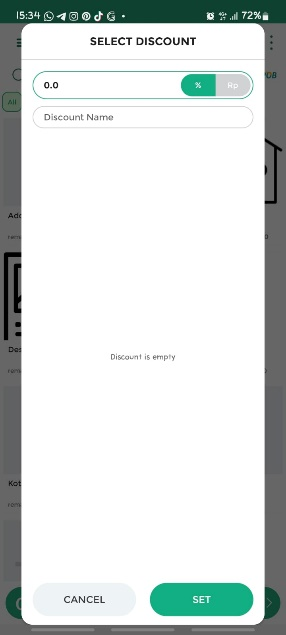 15:34
72%
SELECT DISCOUNT
0.0
%
Rp
Discount Name
All
Discount is empty
CANCEL
SET